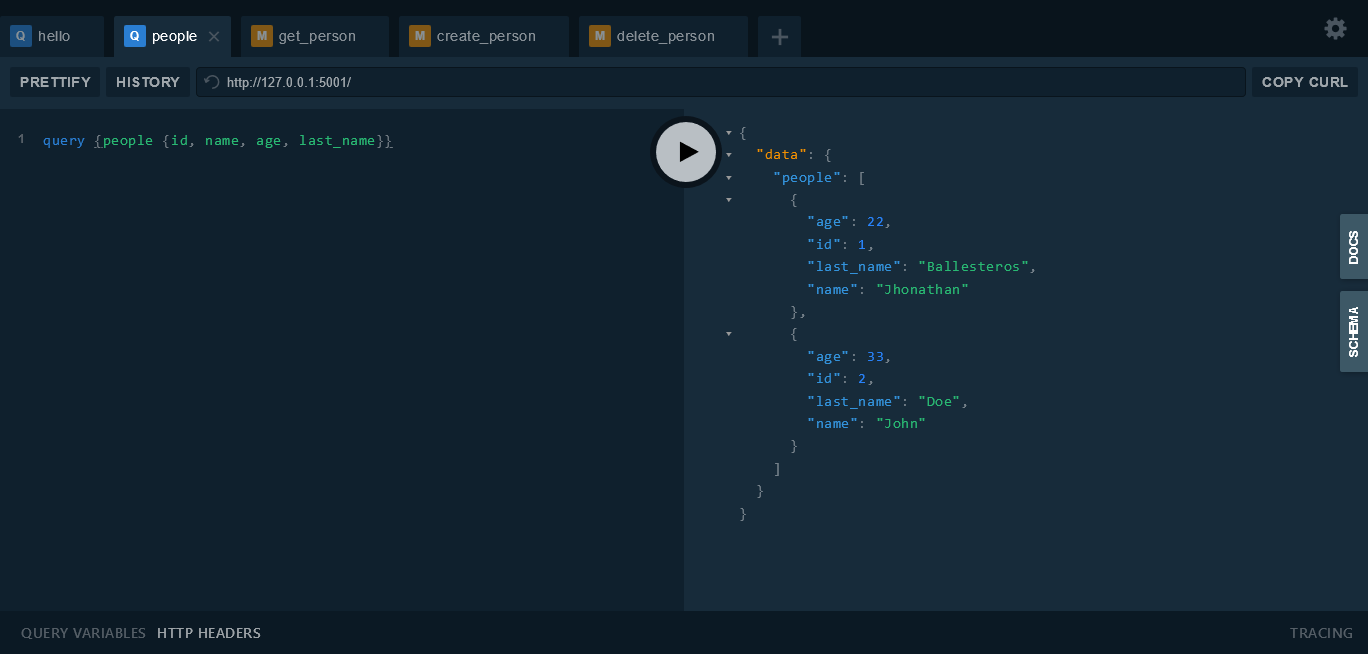 Q hello Q people × M get_person M create_person M delete_person +
PRETTIFY HISTORY http://127.0.0.1:5001/ COPY CURL
1 query {people {id, name, age, last_name}}
{
"data": {
"people": [
{
"age": 22,
"id": 1,
"last_name": "Ballesteros",
"name": "Jhonathan"
},
{
"age": 33,
"id": 2,
"last_name": "Doe",
"name": "John"
}
]
}
}
DOCS
SCHEMA
QUERY VARIABLES HTTP HEADERS TRACING